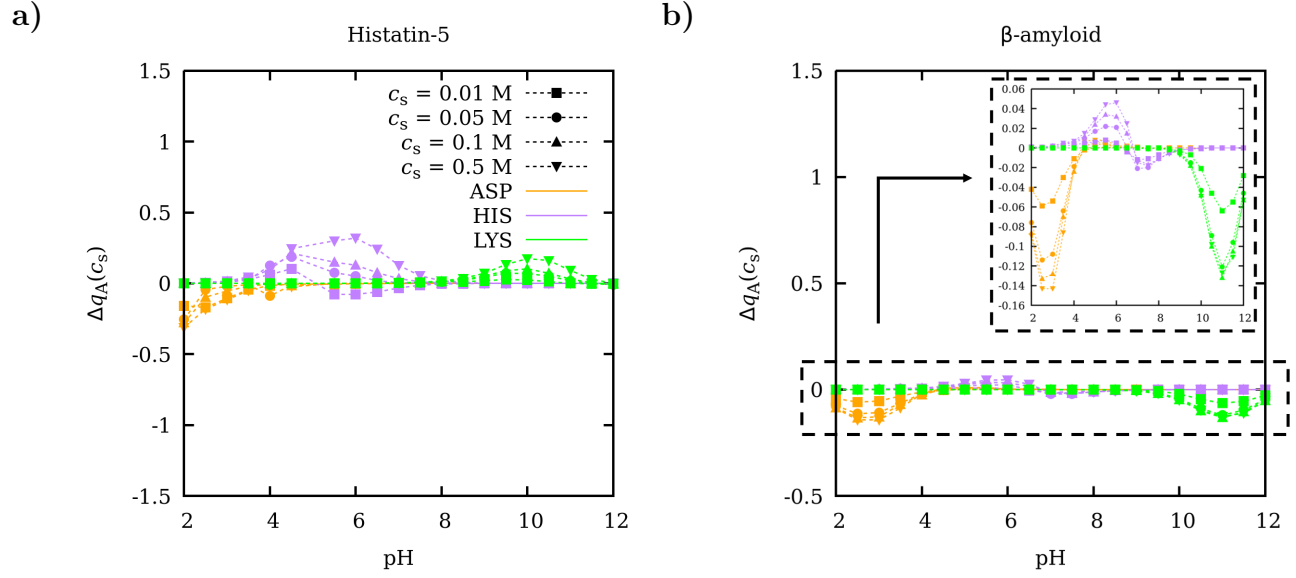 a)
Histatin-5
1.5
1
0.5
0
-0.5
-1
-1.5
2 4 6 8 10 12
pH
Δq_A(c_s)
c_s = 0.01 M
c_s = 0.05 M
c_s = 0.1 M
c_s = 0.5 M
ASP
HIS
LYS
b)
β-amyloid
1.5
1
0.5
0
-0.5
2 4 6 8 10 12
pH
Δq_A(c_s)
0.06
0.04
0.02
0
-0.02
-0.04
-0.06
-0.08
-0.1
-0.12
-0.14
-0.16
2 4 6 8 10 12